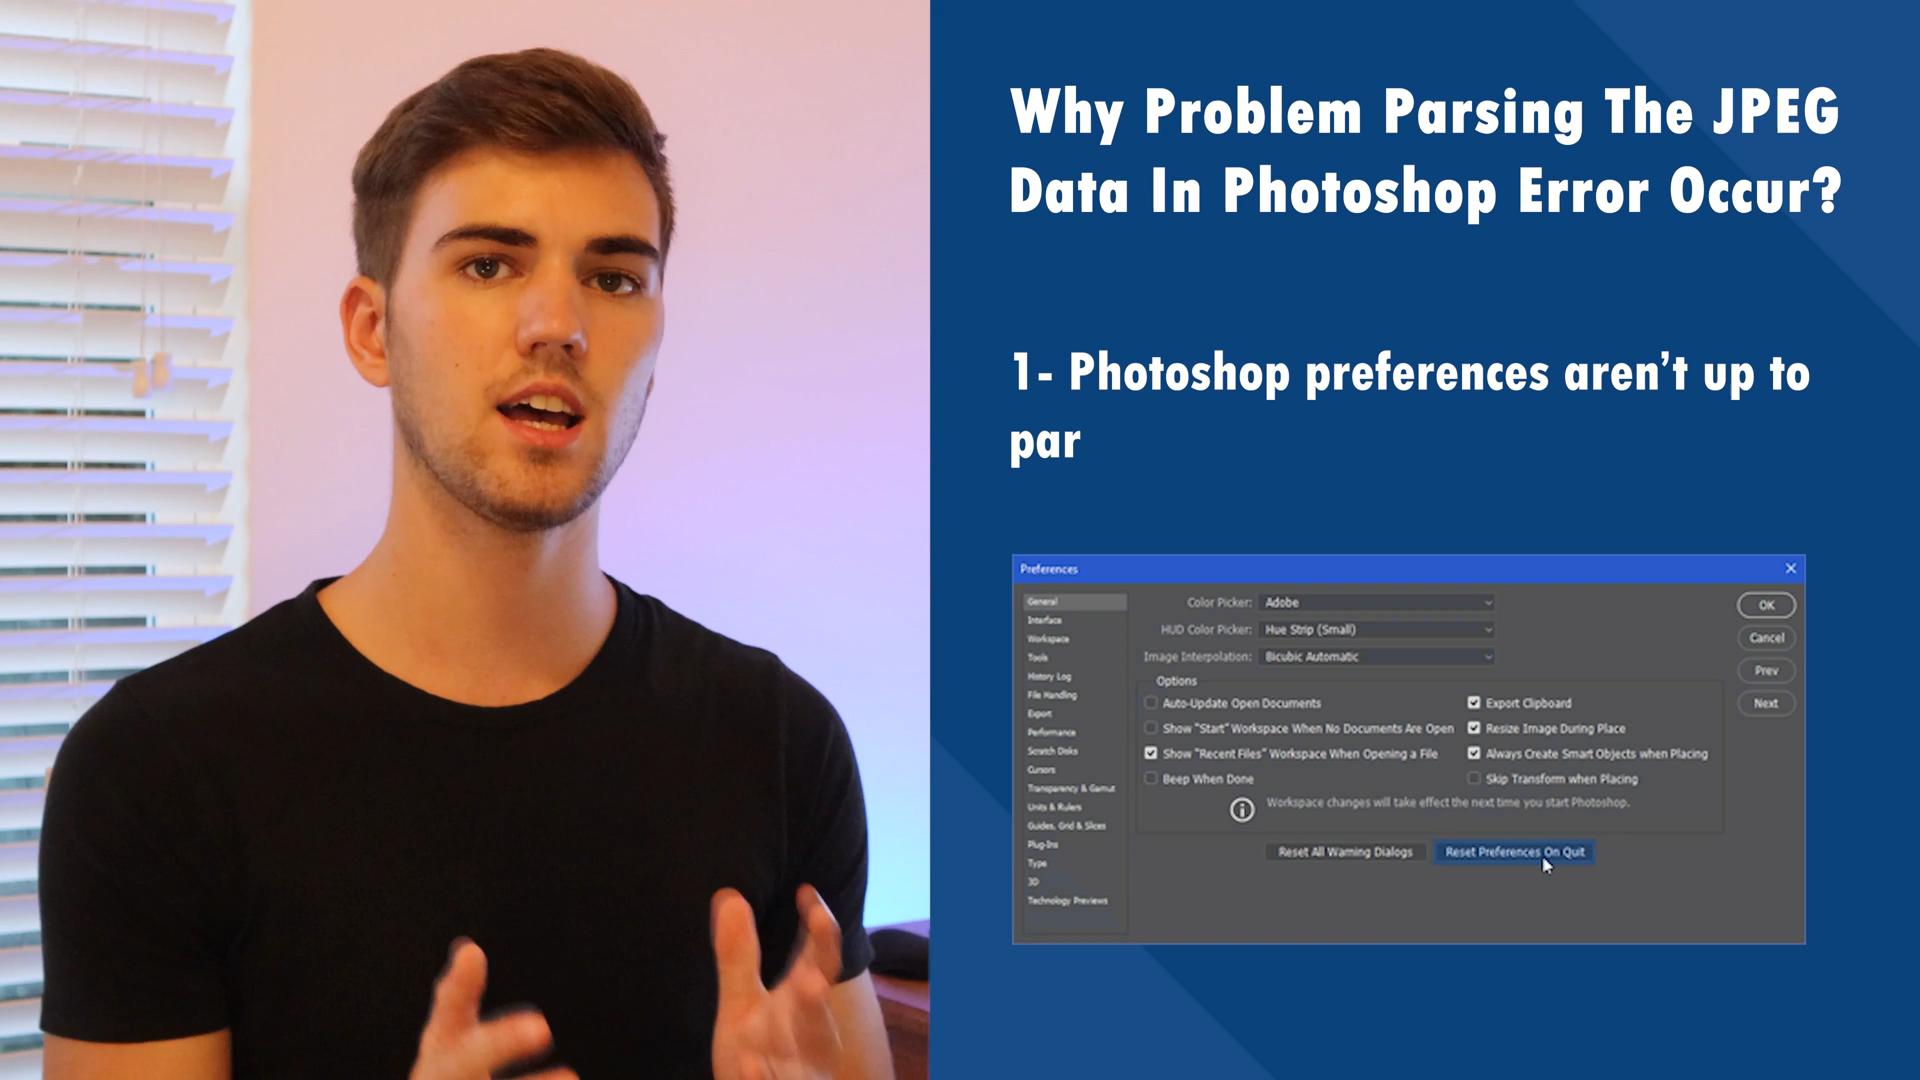 Why Problem Parsing The JPEG
Data In Photoshop Error Occur?
1- Photoshop preferences aren’t up to
par
Preferences
General
Interface
Workspace
Tools
History Log
File Handling
Export
Performance
Scratch Disks
Cursors
Transparency & Gamut
Units & Rulers
Guides, Grid & Slices
Plug-Ins
Type
3D
Technology Previews
Color Picker: Adobe
HUD Color Picker: Hue Strip (Small)
Image Interpolation: Bicubic Automatic
Options
Auto-Update Open Documents
Show "Start" Workspace When No Documents Are Open
Show "Recent Files" Workspace When Opening a File
Beep When Done
Export Clipboard
Resize Image During Place
Always Create Smart Objects when Placing
Skip Transform when Placing
Workspace changes will take effect the next time you start Photoshop.
Reset All Warning Dialogs
Reset Preferences On Quit
OK
Cancel
Prev
Next